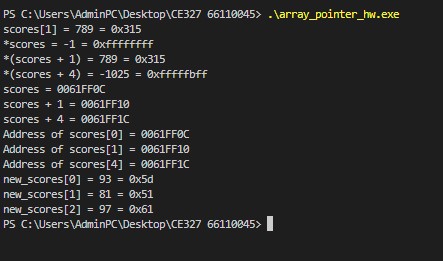 PS C:\Users\AdminPC\Desktop\CE327 66110045> .\array_pointer_hw.exe
scores[1] = 789 = 0x315
*scores = -1 = 0xffffffff
*(scores + 1) = 789 = 0x315
*(scores + 4) = -1025 = 0xfffffbff
scores = 0061FF0C
scores + 1 = 0061FF10
scores + 4 = 0061FF1C
Address of scores[0] = 0061FF0C
Address of scores[1] = 0061FF10
Address of scores[4] = 0061FF1C
new_scores[0] = 93 = 0x5d
new_scores[1] = 81 = 0x51
new_scores[2] = 97 = 0x61
PS C:\Users\AdminPC\Desktop\CE327 66110045>